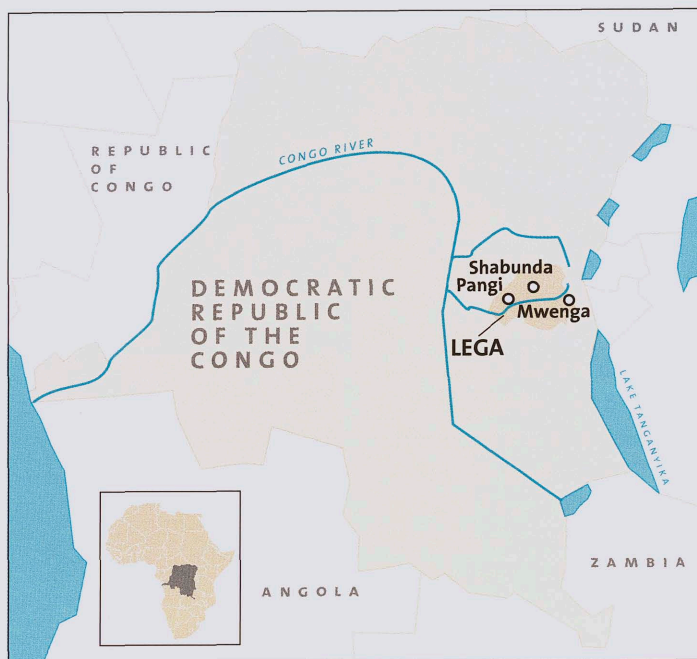 SUDAN
REPUBLIC
OF
CONGO
CONGO RIVER
Shabunda
Pangi
Mwenga
LEGA
DEMOCRATIC
REPUBLIC
OF THE
CONGO
LAKE TANGANYIKA
ZAMBIA
ANGOLA